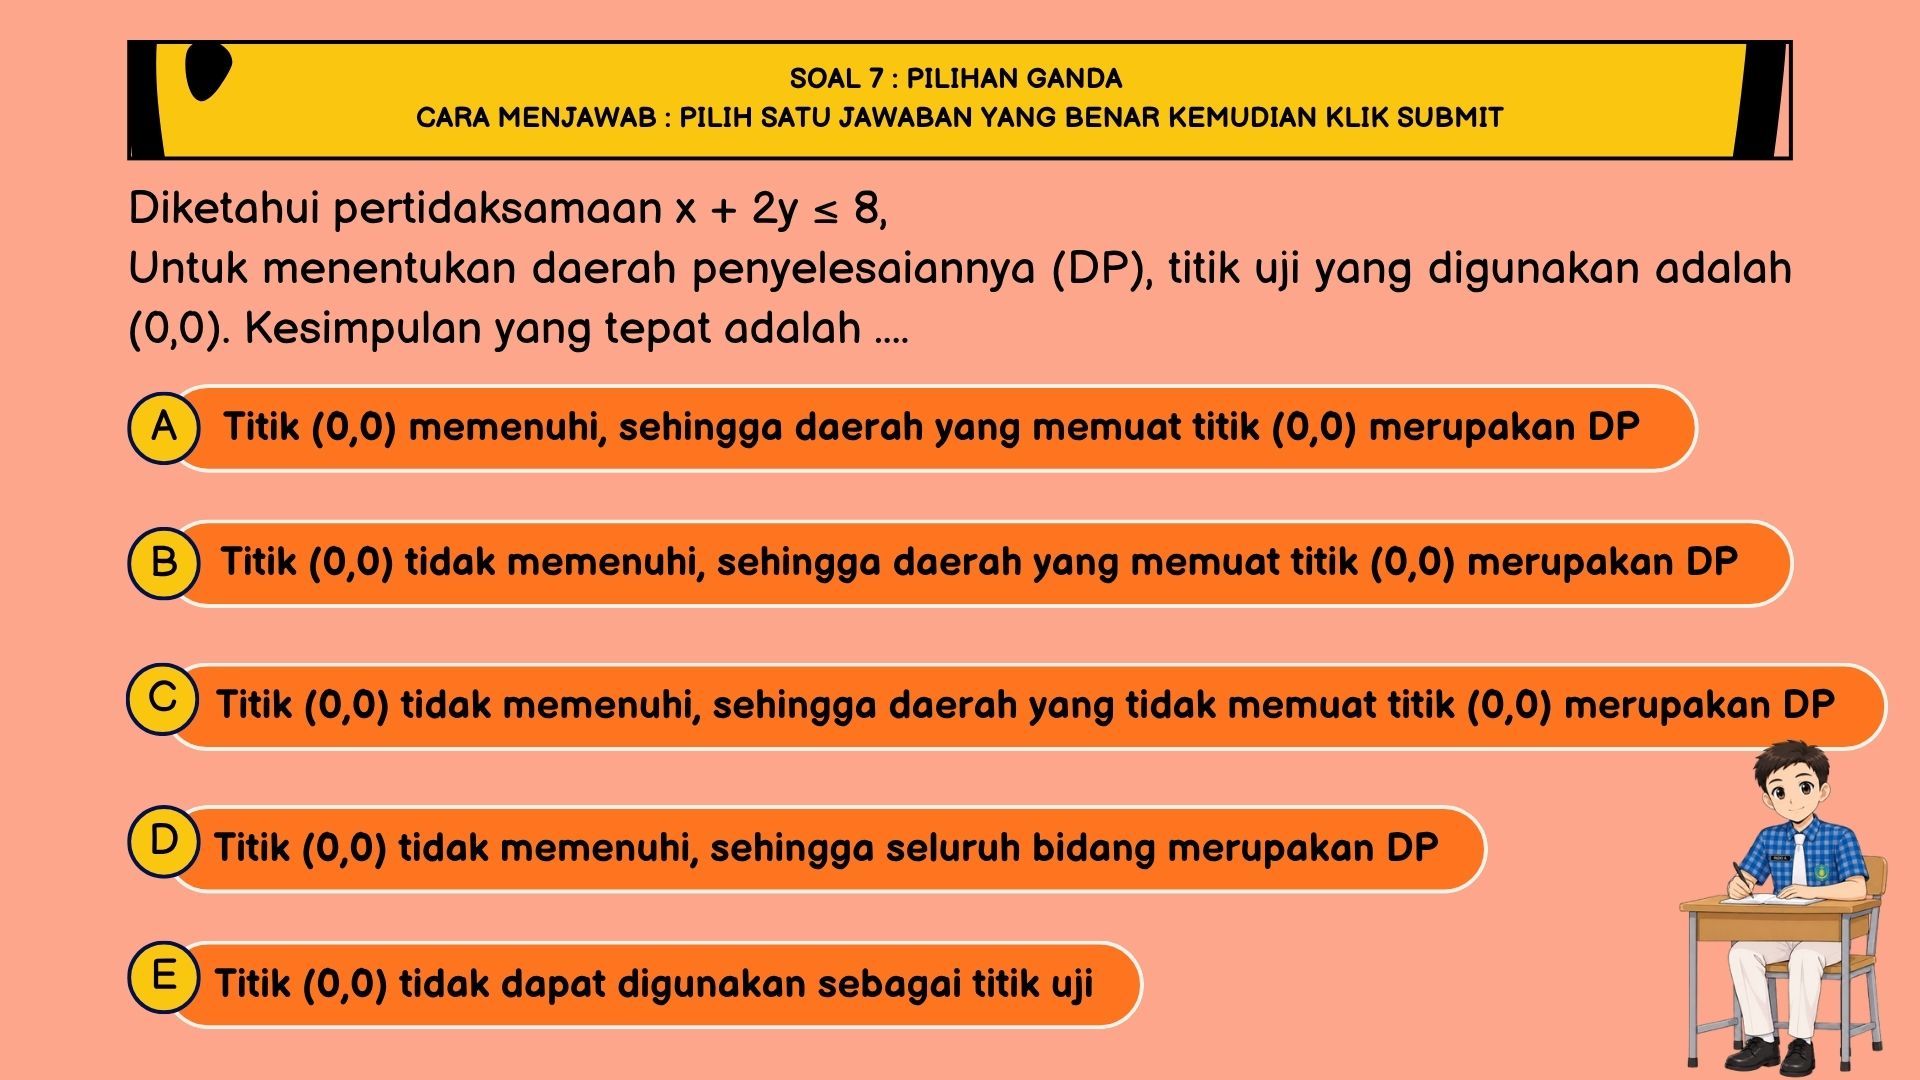 SOAL 7 : PILIHAN GANDA
CARA MENJAWAB : PILIH SATU JAWABAN YANG BENAR KEMUDIAN KLIK SUBMIT
Diketahui pertidaksamaan x + 2y ≤ 8,
Untuk menentukan daerah penyelesaiannya (DP), titik uji yang digunakan adalah
(0,0). Kesimpulan yang tepat adalah ....
A Titik (0,0) memenuhi, sehingga daerah yang memuat titik (0,0) merupakan DP
B Titik (0,0) tidak memenuhi, sehingga daerah yang memuat titik (0,0) merupakan DP
C Titik (0,0) tidak memenuhi, sehingga daerah yang tidak memuat titik (0,0) merupakan DP
D Titik (0,0) tidak memenuhi, sehingga seluruh bidang merupakan DP
E Titik (0,0) tidak dapat digunakan sebagai titik uji